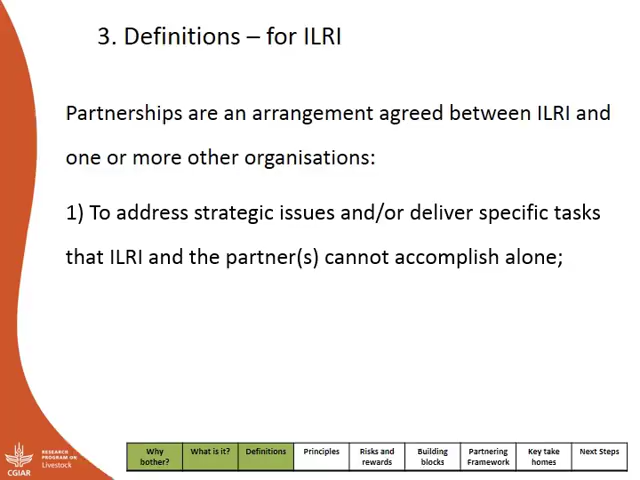 3. Definitions – for ILRI
Partnerships are an arrangement agreed between ILRI and
one or more other organisations:
1) To address strategic issues and/or deliver specific tasks
that ILRI and the partner(s) cannot accomplish alone;
CGIAR
RESEARCH
PROGRAM ON
Livestock
Why
bother?
What is it?
Definitions
Principles
Risks and
rewards
Building
blocks
Partnering
Framework
Key take
homes
Next Steps